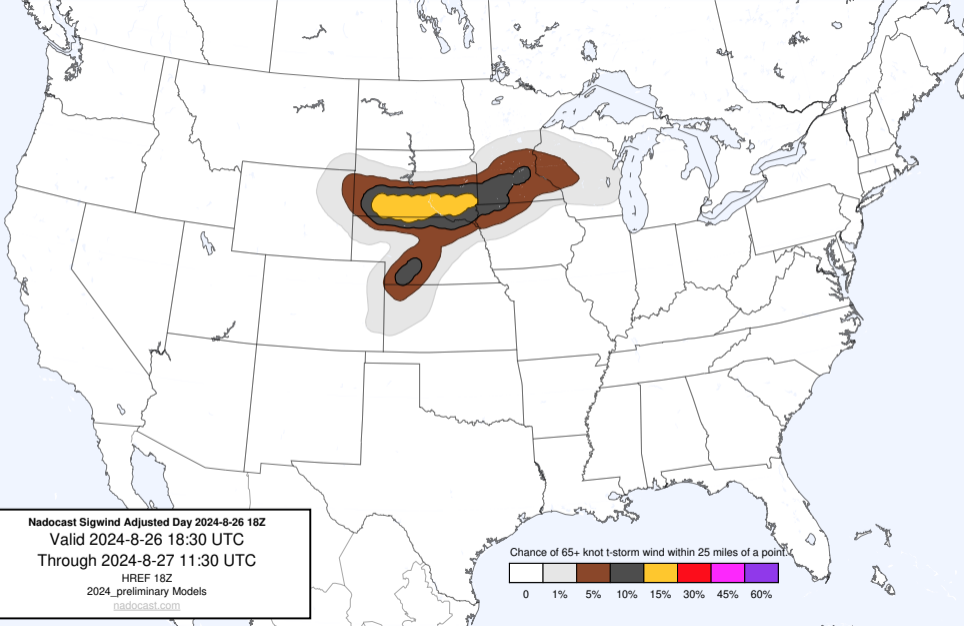 Nadocast Sigwind Adjusted Day 2024-8-26 18Z
Valid 2024-8-26 18:30 UTC
Through 2024-8-27 11:30 UTC
HREF 18Z
2024_preliminary Models
nadocast.com
Chance of 65+ knot t-storm wind within 25 miles of a point.
0 1% 5% 10% 15% 30% 45% 60%